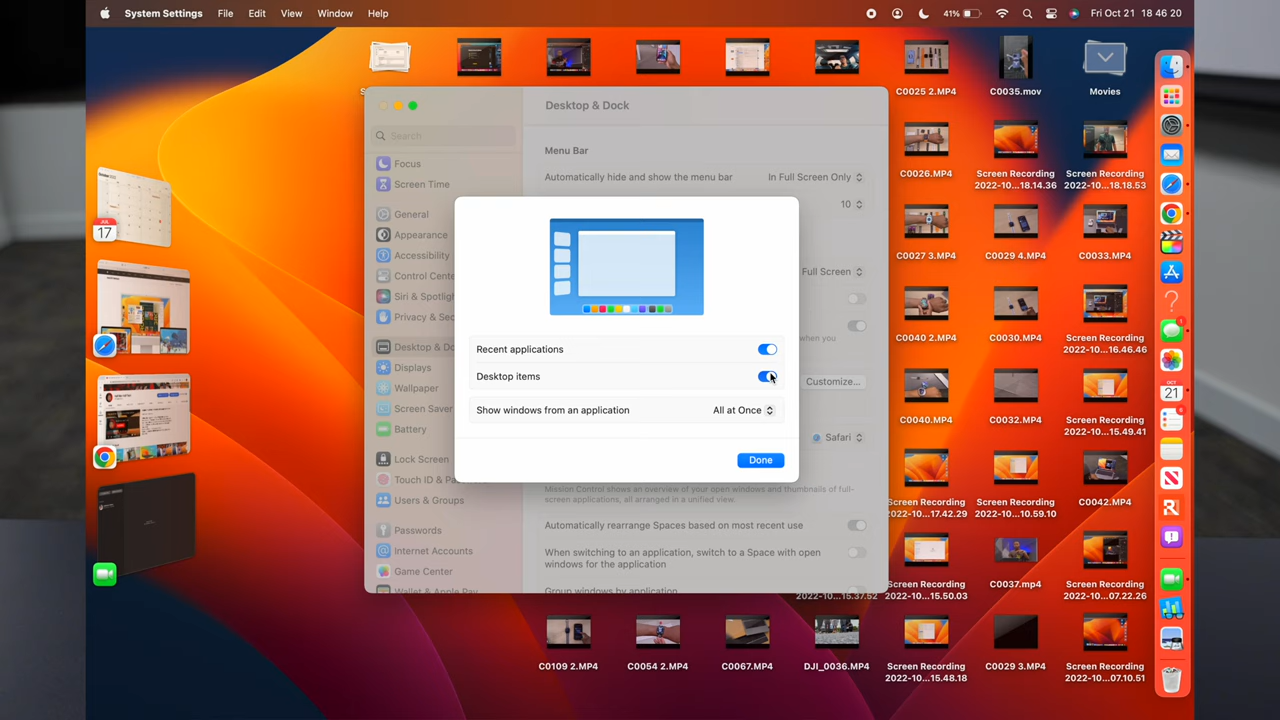 System Settings File Edit View Window Help
41% Fri Oct 21 18 46 20
C0025 2.MP4
C0035.mov
Movies
Desktop & Dock
Search
Menu Bar
Focus
Automatically hide and show the menu bar
In Full Screen Only
C0026.MP4
Screen Recording
2022-10...18.14.36
Screen Recording
2022-10...18.18.53
Screen Time
10
General
Appearance
JUL
17
Accessibility
C0027 3.MP4
C0029 4.MP4
C0033.MP4
Control Cente
Full Screen
Siri & Spotligh
Privacy & Sec
when you
C0040 2.MP4
C0030.MP4
Screen Recording
2022-10...16.46.46
Desktop & Do
Recent applications
Displays
Desktop items
Customize...
Wallpaper
OCT
21
Screen Saver
Show windows from an application
All at Once
C0040.MP4
C0032.MP4
Screen Recording
2022-10...15.49.41
Battery
Safari
Lock Screen
Done
Touch ID & Pa
Mission Control shows an overview of your open windows and thumbnails of full-
screen applications, all arranged in a unified view.
Users & Groups
Screen Recording
2022-10...17.42.29
Screen Recording
2022-10...10.59.10
C0042.MP4
Automatically rearrange Spaces based on most recent use
Passwords
Internet Accounts
When switching to an application, switch to a Space with open
windows for the application
Game Center
Group windows by application
Wallet & Apple Pay
2022-10...15.37.52
Screen Recording
2022-10...15.50.03
C0037.mp4
Screen Recording
2022-10...07.22.26
C0109 2.MP4
C0054 2.MP4
C0067.MP4
DJI_0036.MP4
Screen Recording
2022-10...15.48.18
C0029 3.MP4
Screen Recording
2022-10...07.10.51